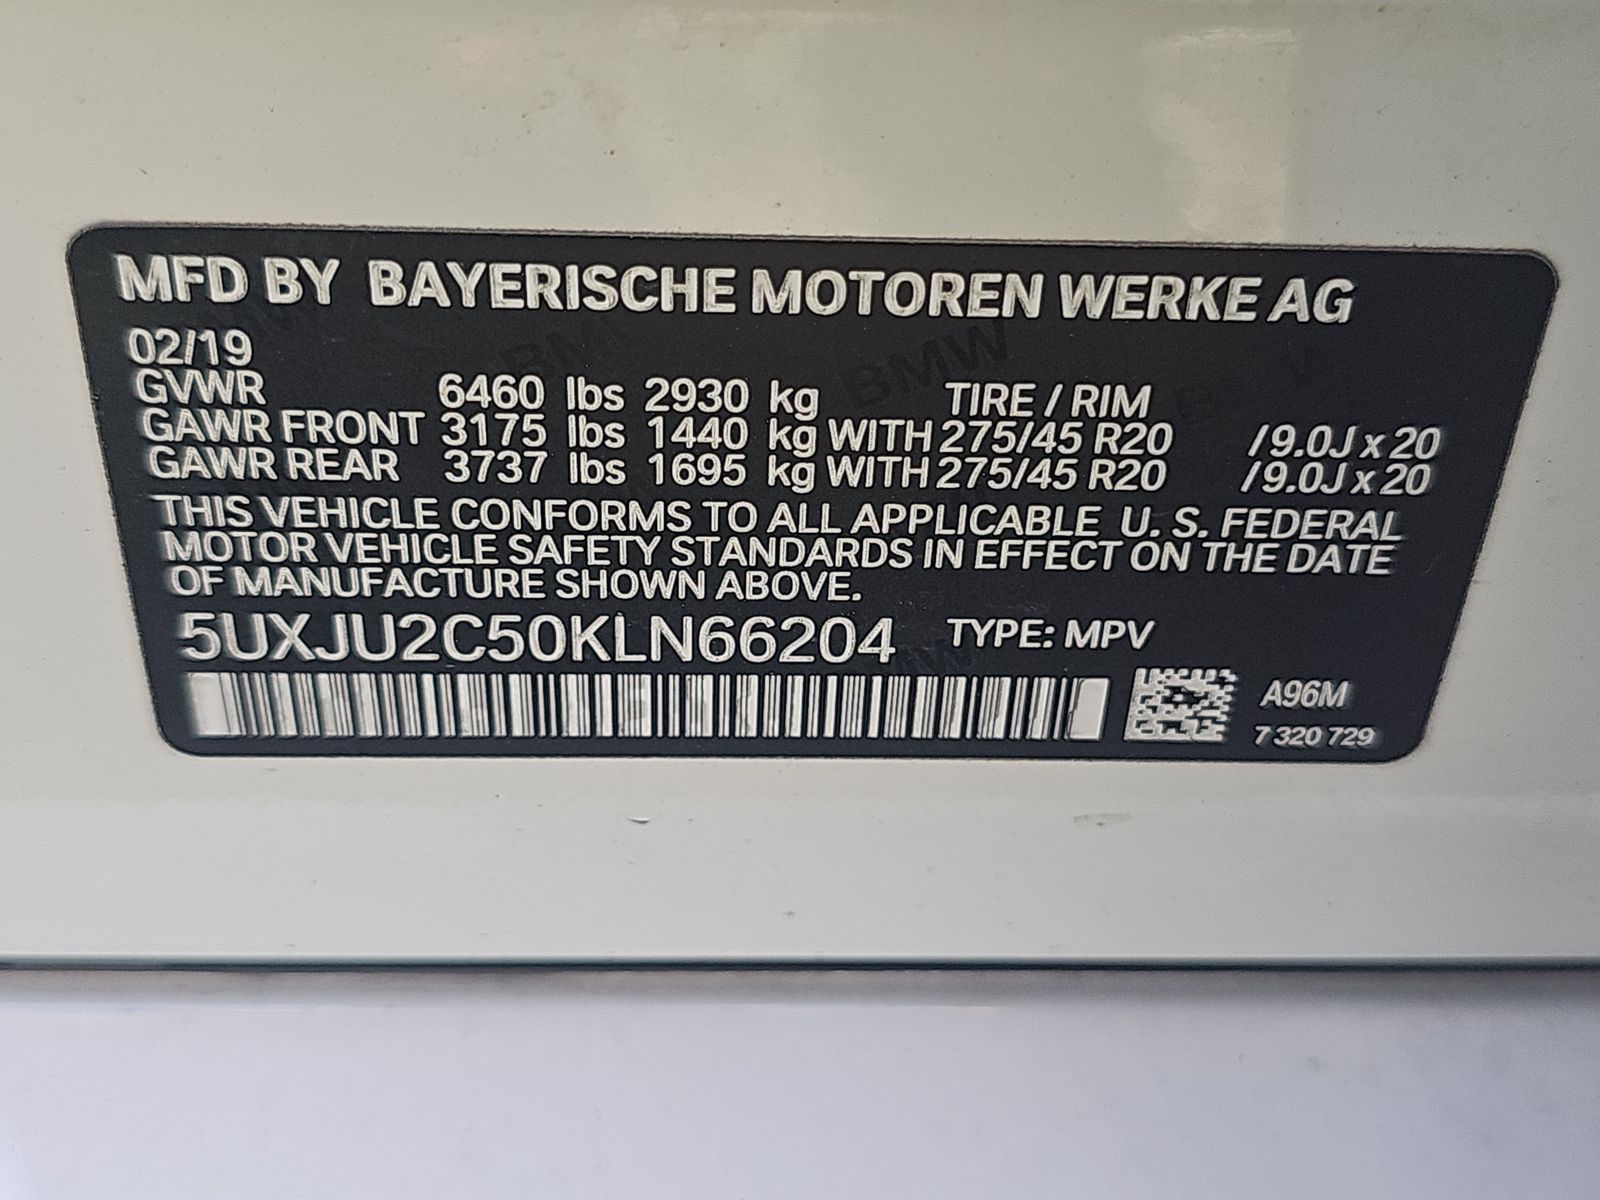 MFD BY BAYERISCHE MOTOREN WERKE AG
02/19
GVWR 6460 lbs 2930 kg TIRE / RIM
GAWR FRONT 3175 lbs 1440 kg WITH 275/45 R20 /9.0J x 20
GAWR REAR 3737 lbs 1695 kg WITH 275/45 R20 /9.0J x 20
THIS VEHICLE CONFORMS TO ALL APPLICABLE U. S. FEDERAL
MOTOR VEHICLE SAFETY STANDARDS IN EFFECT ON THE DATE
OF MANUFACTURE SHOWN ABOVE.
5UXJU2C50KLN66204 TYPE: MPV
A96M
7 320 729